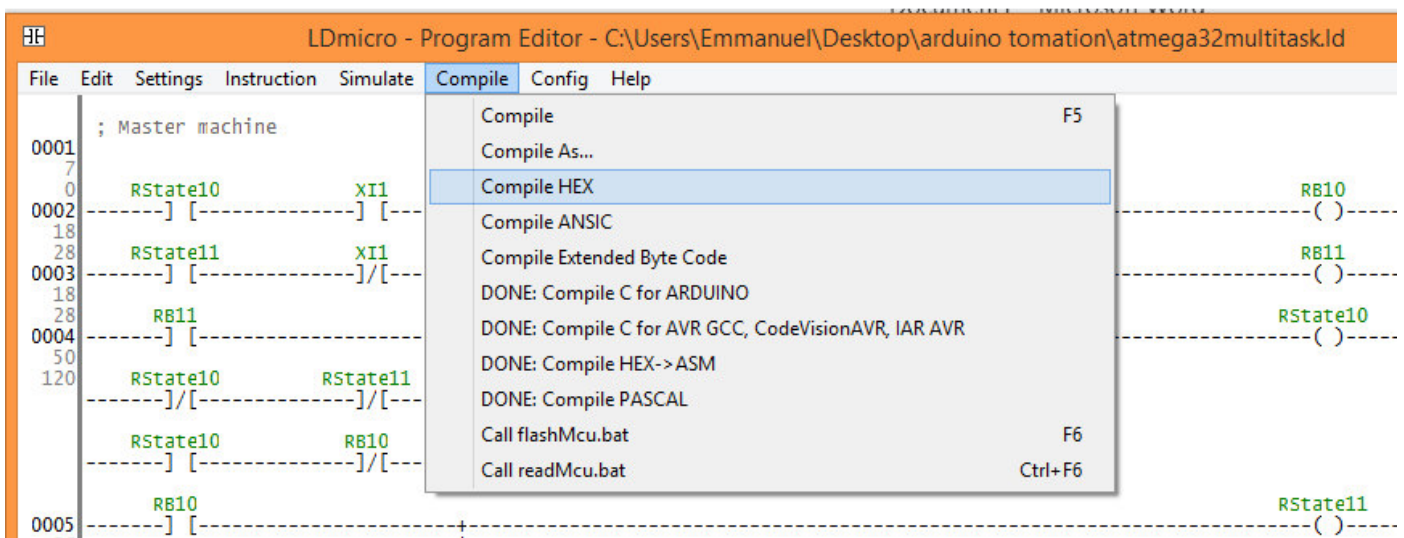 LDmicro - Program Editor - C:\Users\Emmanuel\Desktop\arduino tomation\atmega32multitask.ld
File Edit Settings Instruction Simulate Compile Config Help
; Master machine
0001
7
0
RState10 XI1 RB10
0002 -------] [--------------] [--- -----------------( )-----
18
28
RState11 XI1 RB11
0003 -------] [--------------]/[--- -----------------( )-----
18
28
RB11 RState10
0004 -------] [---------------------- -----------------( )-----
50
120
RState10 RState11
-------]/[--------------]/[---
RState10 RB10
-------] [--------------]/[---
RB10 RState11
0005 -------] [-------------------------+-----------------------------------------------------------------( )-----
Compile F5
Compile As...
Compile HEX
Compile ANSIC
Compile Extended Byte Code
DONE: Compile C for ARDUINO
DONE: Compile C for AVR GCC, CodeVisionAVR, IAR AVR
DONE: Compile HEX->ASM
DONE: Compile PASCAL
Call flashMcu.bat F6
Call readMcu.bat Ctrl+F6